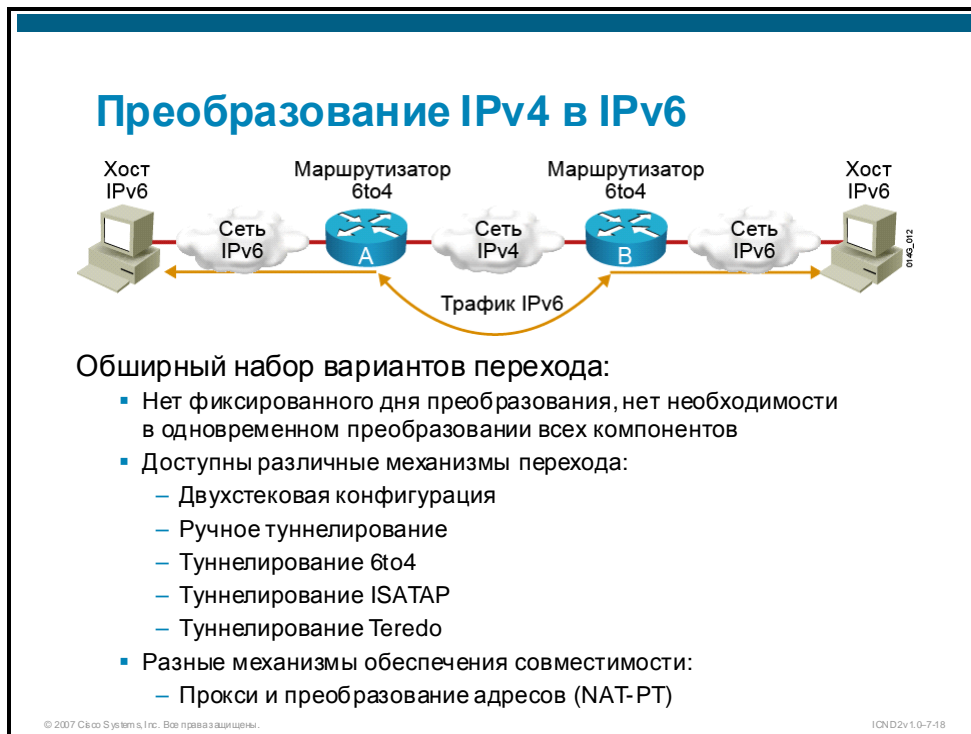 Преобразование IPv4 в IPv6
Хост
IPv6
Маршрутизатор
6to4
Маршрутизатор
6to4
Хост
IPv6
Сеть
IPv6
A
Сеть
IPv4
B
Сеть
IPv6
014G_012
Трафик IPv6
Обширный набор вариантов перехода:
▪ Нет фиксированного дня преобразования, нет необходимости
в одновременном преобразовании всех компонентов
▪ Доступны различные механизмы перехода:
– Двухстековая конфигурация
– Ручное туннелирование
– Туннелирование 6to4
– Туннелирование ISATAP
– Туннелирование Teredo
▪ Разные механизмы обеспечения совместимости:
– Прокси и преобразование адресов (NAT-PT)
© 2007 Cisco Systems, Inc. Все права защищены.
ICND2 v1.0–7-18